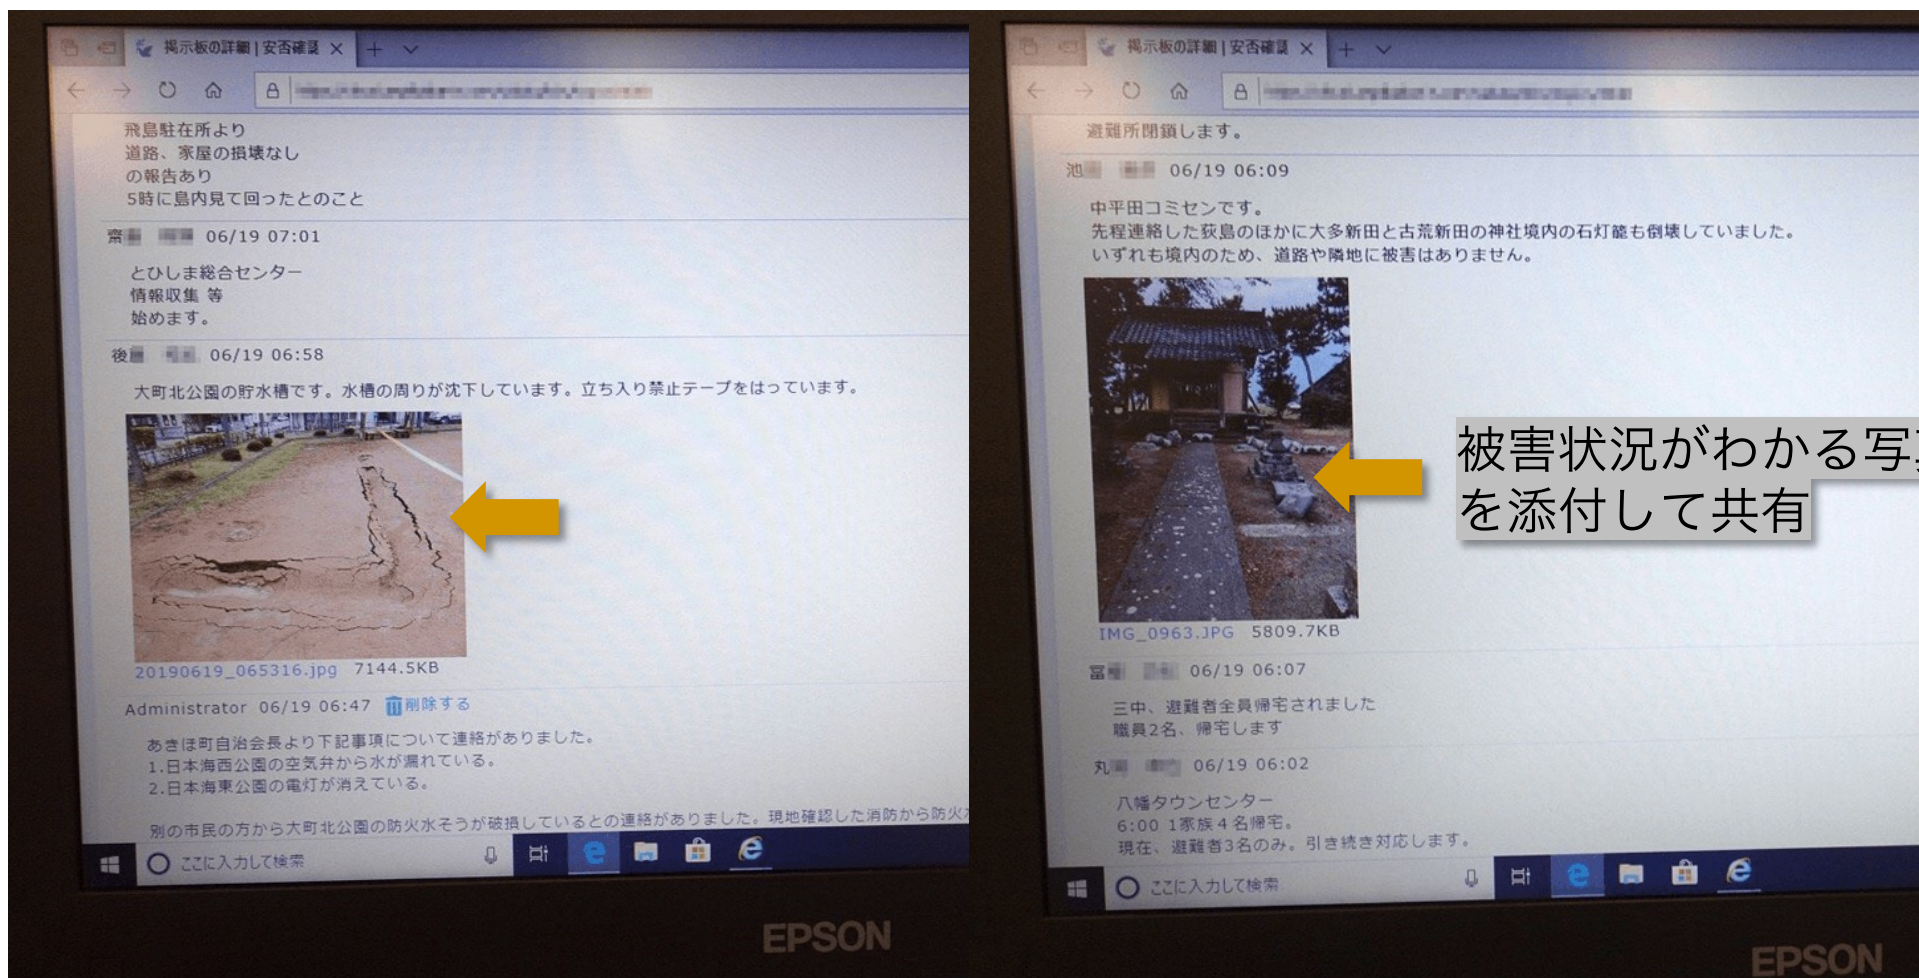 掲示板の詳細 | 安否確認
飛島駐在所より
道路、家屋の損壊なし
の報告あり
5時に島内見て回ったとのこと
齋 06/19 07:01
とひしま総合センター
情報収集 等
始めます。
後 06/19 06:58
大町北公園の貯水槽です。水槽の周りが沈下しています。立ち入り禁止テープをはっています。
20190619_065316.jpg 7144.5KB
Administrator 06/19 06:47 削除する
あきほ町自治会長より下記事項について連絡がありました。
1.日本海西公園の空気弁から水が漏れている。
2.日本海東公園の電灯が消えている。
別の市民の方から大町北公園の防火水そうが破損しているとの連絡がありました。現地確認した消防から防火
ここに入力して検索
EPSON
掲示板の詳細 | 安否確認
避難所閉鎖します。
池 06/19 06:09
中平田コミセンです。
先程連絡した荻島のほかに大多新田と古荒新田の神社境内の石灯籠も倒壊していました。
いずれも境内のため、道路や隣地に被害はありません。
IMG_0963.JPG 5809.7KB
冨 06/19 06:07
三中、避難者全員帰宅されました
職員2名、帰宅します
丸 06/19 06:02
八幡タウンセンター
6:00 1家族4名帰宅。
現在、避難者3名のみ。引き続き対応します。
ここに入力して検索
EPSON
被害状況がわかる写
を添付して共有